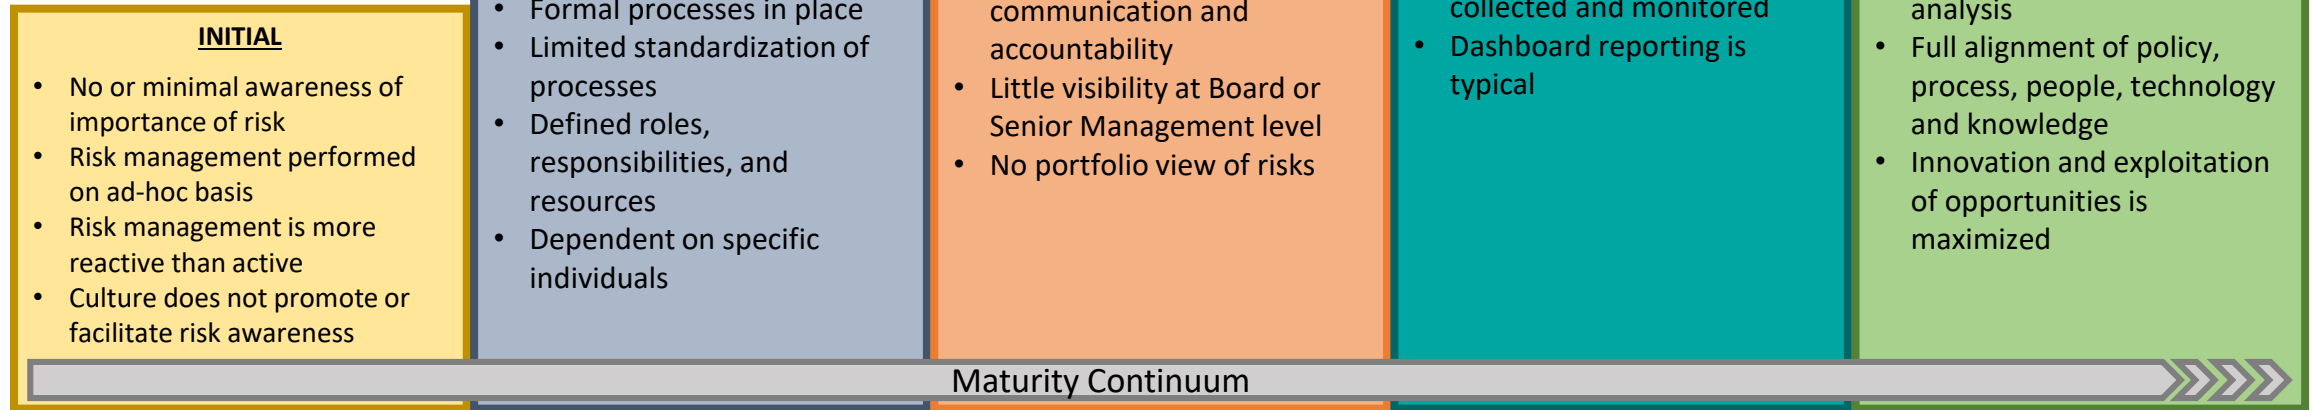 INITIAL
• No or minimal awareness of
importance of risk
• Risk management performed
on ad-hoc basis
• Risk management is more
reactive than active
• Culture does not promote or
facilitate risk awareness
• Formal processes in place
• Limited standardization of
processes
• Defined roles,
responsibilities, and
resources
• Dependent on specific
individuals
communication and
accountability
• Little visibility at Board or
Senior Management level
• No portfolio view of risks
collected and monitored
• Dashboard reporting is
typical
analysis
• Full alignment of policy,
process, people, technology
and knowledge
• Innovation and exploitation
of opportunities is
maximized
Maturity Continuum